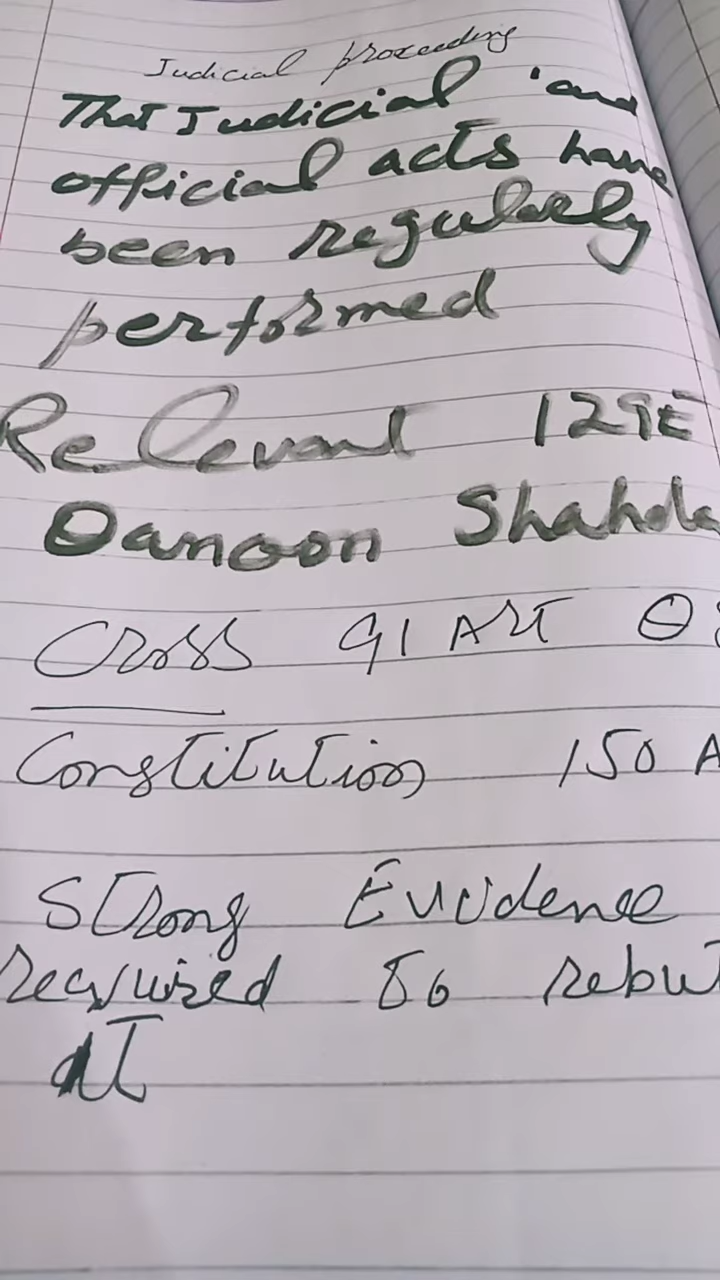 Judicial proceeding
That Judicial and
official acts have
been regularly
performed
Relevant 129E
Qanoon Shahda
Cross 91 ART Q
Constitution 150 A
Strong Evidence
required to rebut
it